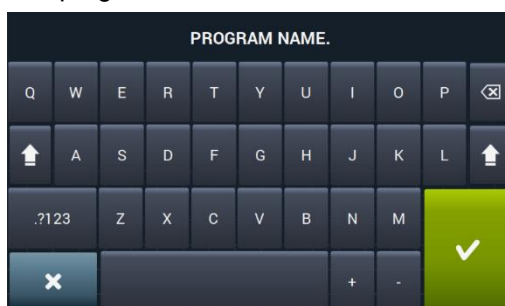 PROGRAM NAME.
Q W E R T Y U I O P
A S D F G H J K L
.?123 Z X C V B N M
+ -